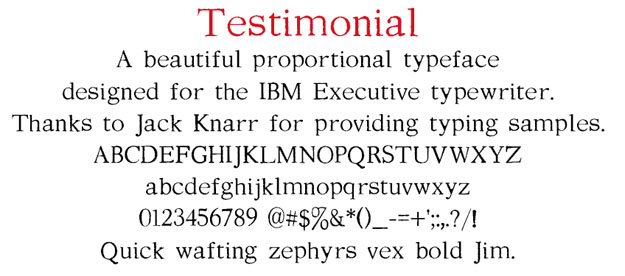 Testimonial
A beautiful proportional typeface
designed for the IBM Executive typewriter.
Thanks to Jack Knarr for providing typing samples.
ABCDEFGHIJKLMNOPQRSTUVWXYZ
abcdefghijklmnopqrstuvwxyz
0123456789 @#$%&*()_-=+';:,.?/!
Quick wafting zephyrs vex bold Jim.